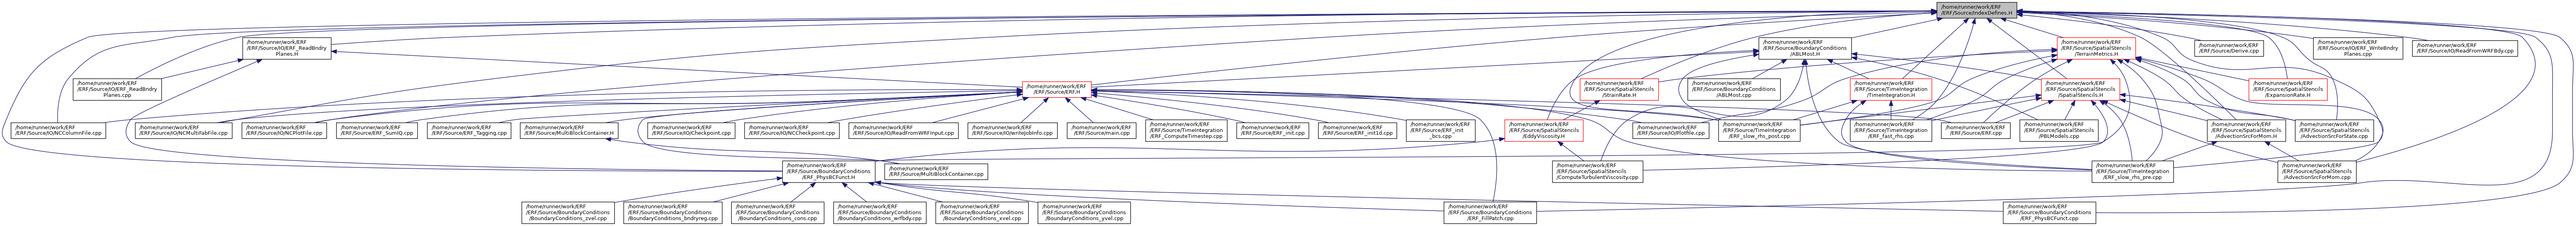 /home/runner/work/ERF
/ERF/Source/IndexDefines.H
/home/runner/work/ERF
/ERF/Source/IO/ERF_ReadBndry
Planes.H
/home/runner/work/ERF
/ERF/Source/BoundaryConditions
/ABLMost.H
/home/runner/work/ERF
/ERF/Source/SpatialStencils
/TerrainMetrics.H
/home/runner/work/ERF
/ERF/Source/Derive.cpp
/home/runner/work/ERF
/ERF/Source/IO/ERF_WriteBndry
Planes.cpp
/home/runner/work/ERF
/ERF/Source/IO/ReadFromWRFBdy.cpp
/home/runner/work/ERF
/ERF/Source/IO/ERF_ReadBndry
Planes.cpp
/home/runner/work/ERF
/ERF/Source/ERF.H
/home/runner/work/ERF
/ERF/Source/SpatialStencils
/StrainRate.H
/home/runner/work/ERF
/ERF/Source/BoundaryConditions
/ABLMost.cpp
/home/runner/work/ERF
/ERF/Source/TimeIntegration
/TimeIntegration.H
/home/runner/work/ERF
/ERF/Source/SpatialStencils
/SpatialStencils.H
/home/runner/work/ERF
/ERF/Source/SpatialStencils
/ExpansionRate.H
/home/runner/work/ERF
/ERF/Source/IO/NCColumnFile.cpp
/home/runner/work/ERF
/ERF/Source/IO/NCMultiFabFile.cpp
/home/runner/work/ERF
/ERF/Source/IO/NCPlotFile.cpp
/home/runner/work/ERF
/ERF/Source/ERF_SumIQ.cpp
/home/runner/work/ERF
/ERF/Source/ERF_Tagging.cpp
/home/runner/work/ERF
/ERF/Source/MultiBlockContainer.H
/home/runner/work/ERF
/ERF/Source/IO/Checkpoint.cpp
/home/runner/work/ERF
/ERF/Source/IO/NCCheckpoint.cpp
/home/runner/work/ERF
/ERF/Source/IO/ReadFromWRFInput.cpp
/home/runner/work/ERF
/ERF/Source/IO/writeJobInfo.cpp
/home/runner/work/ERF
/ERF/Source/main.cpp
/home/runner/work/ERF
/ERF/Source/TimeIntegration
/ERF_ComputeTimestep.cpp
/home/runner/work/ERF
/ERF/Source/ERF_init.cpp
/home/runner/work/ERF
/ERF/Source/ERF_init1d.cpp
/home/runner/work/ERF
/ERF/Source/ERF_init
_bcs.cpp
/home/runner/work/ERF
/ERF/Source/SpatialStencils
/EddyViscosity.H
/home/runner/work/ERF
/ERF/Source/IO/Plotfile.cpp
/home/runner/work/ERF
/ERF/Source/TimeIntegration
/ERF_slow_rhs_post.cpp
/home/runner/work/ERF
/ERF/Source/TimeIntegration
/ERF_fast_rhs.cpp
/home/runner/work/ERF
/ERF/Source/ERF.cpp
/home/runner/work/ERF
/ERF/Source/SpatialStencils
/PBLModels.cpp
/home/runner/work/ERF
/ERF/Source/SpatialStencils
/AdvectionSrcForMom.H
/home/runner/work/ERF
/ERF/Source/SpatialStencils
/AdvectionSrcForState.cpp
/home/runner/work/ERF
/ERF/Source/BoundaryConditions
/ERF_PhysBCFunct.H
/home/runner/work/ERF
/ERF/Source/MultiBlockContainer.cpp
/home/runner/work/ERF
/ERF/Source/SpatialStencils
/ComputeTurbulentViscosity.cpp
/home/runner/work/ERF
/ERF/Source/TimeIntegration
/ERF_slow_rhs_pre.cpp
/home/runner/work/ERF
/ERF/Source/SpatialStencils
/AdvectionSrcForMom.cpp
/home/runner/work/ERF
/ERF/Source/BoundaryConditions
/BoundaryConditions_zvel.cpp
/home/runner/work/ERF
/ERF/Source/BoundaryConditions
/BoundaryConditions_bndryreg.cpp
/home/runner/work/ERF
/ERF/Source/BoundaryConditions
/BoundaryConditions_cons.cpp
/home/runner/work/ERF
/ERF/Source/BoundaryConditions
/BoundaryConditions_wrfbdy.cpp
/home/runner/work/ERF
/ERF/Source/BoundaryConditions
/BoundaryConditions_xvel.cpp
/home/runner/work/ERF
/ERF/Source/BoundaryConditions
/BoundaryConditions_yvel.cpp
/home/runner/work/ERF
/ERF/Source/BoundaryConditions
/ERF_FillPatch.cpp
/home/runner/work/ERF
/ERF/Source/BoundaryConditions
/ERF_PhysBCFunct.cpp